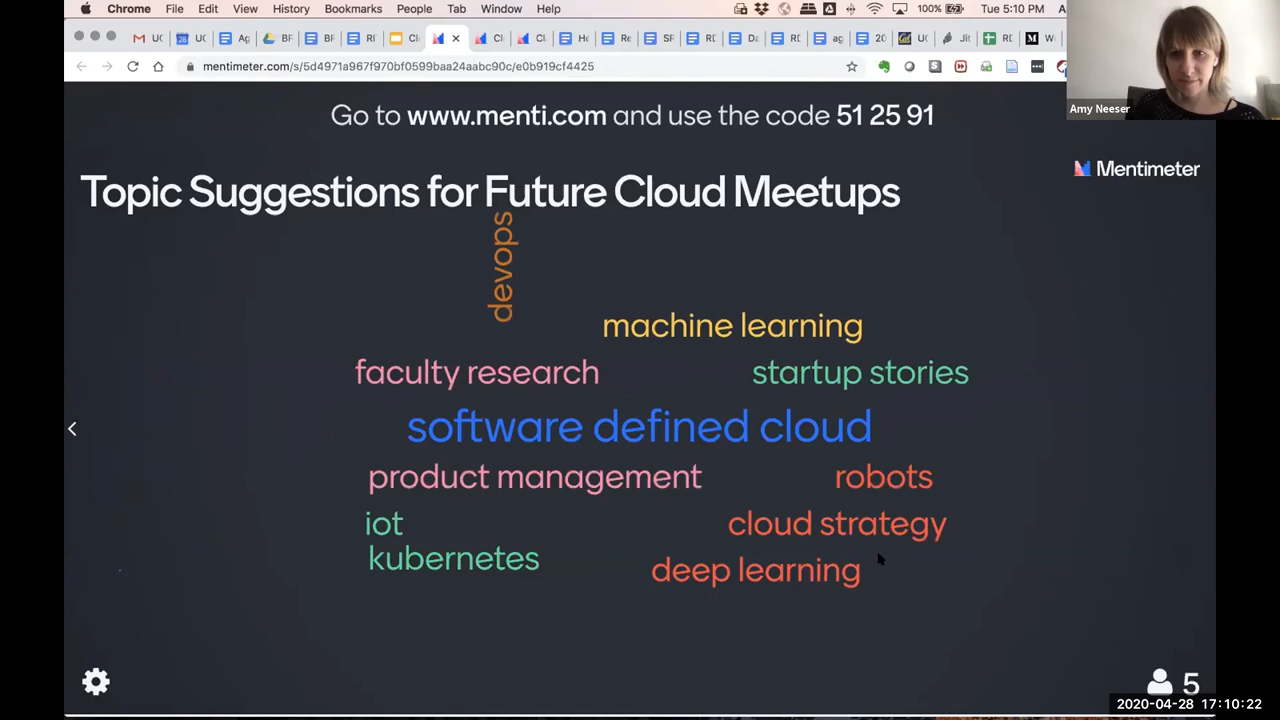 Chrome File Edit View History Bookmarks People Tab Window Help 100% Tue 5:10 PM
mentimeter.com/s/5d4971a967f970bf0599baa24aabc90c/e0b919cf4425
Amy Neeser
Go to www.menti.com and use the code 51 25 91
Mentimeter
Topic Suggestions for Future Cloud Meetups
devops
machine learning
faculty research
startup stories
software defined cloud
product management
robots
iot
cloud strategy
kubernetes
deep learning
5
2020-04-28 17:10:22